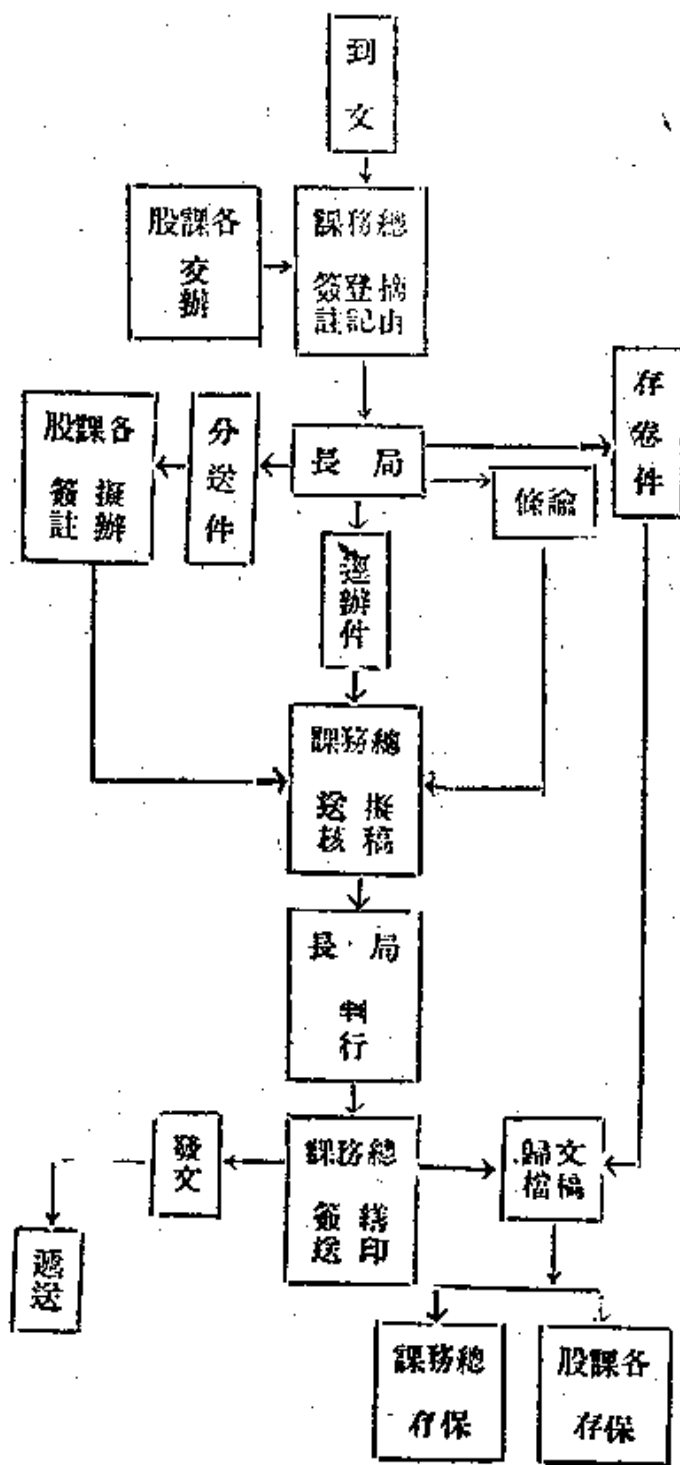 到文
各課股
交辦
總務課
摘由
登記
簽註
局長
存卷件
條諭
分送件
各課股
擬辦
簽註
逕辦件
總務課
擬稿
送核
局長
判行
總務課
繕印
簽送
發文
遞送
文稿
歸檔
總務課
保存
各課股
保存